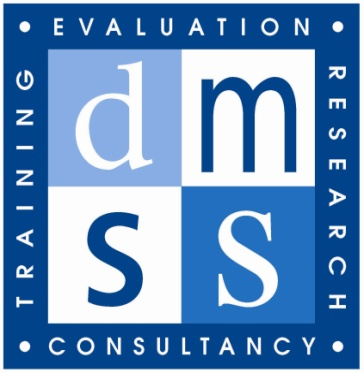 • EVALUATION •
TRAINING
RESEARCH
d m
s s
• CONSULTANCY •